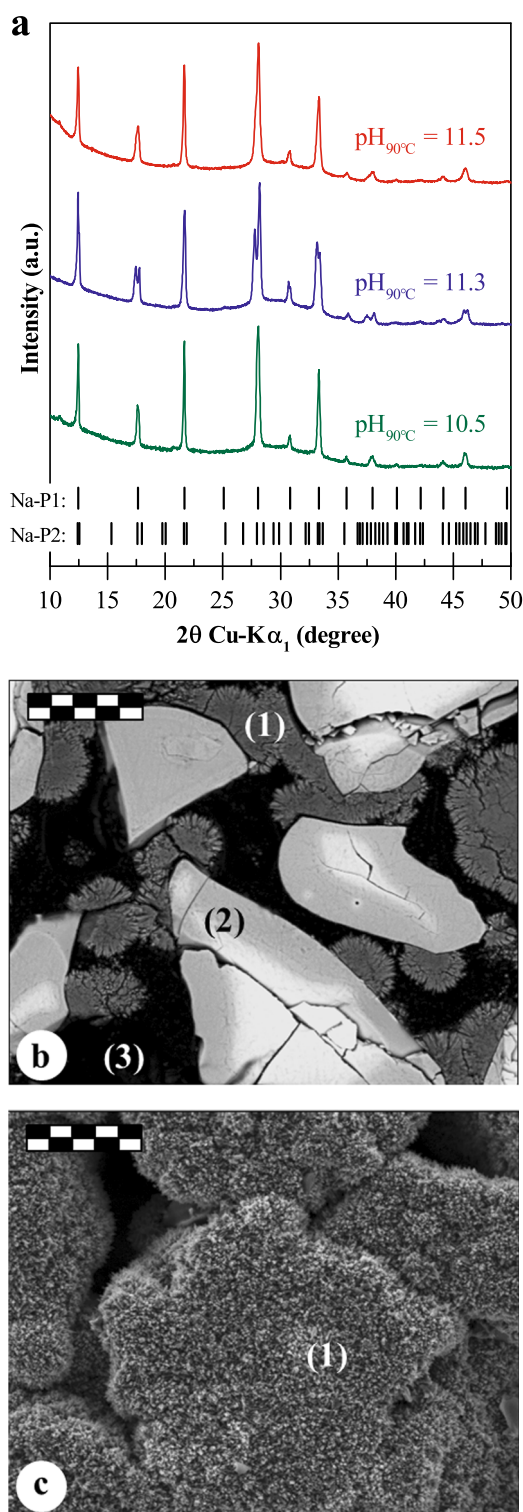 a
Intensity (a.u.)
pH90°C = 11.5
pH90°C = 11.3
pH90°C = 10.5
Na-P1:
Na-P2:
10 15 20 25 30 35 40 45 50
2θ Cu-Kα1 (degree)
(1)
(2)
(3)
b
(1)
c